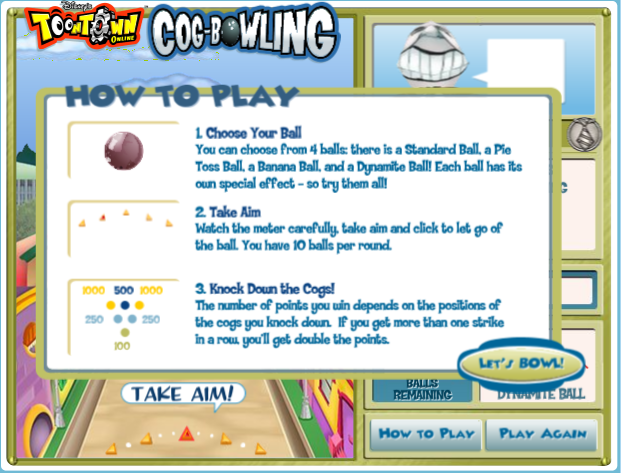 Disney's
TOONTOWN
ONLINE
COG-BOWLING
HOW TO PLAY
1. Choose Your Ball
You can choose from 4 balls: there is a Standard Ball, a Pie
Toss Ball, a Banana Ball, and a Dynamite Ball! Each ball has its
own special effect - so try them all!
2. Take Aim
Watch the meter carefully, take aim and click to let go of
the ball. You have 10 balls per round.
1000 500 1000
250 250
100
3. Knock Down the Cogs!
The number of points you win depends on the positions of
the cogs you knock down. If you get more than one strike
in a row, you'll get double the points.
LET'S BOWL!
BALLS
REMAINING
DYNAMITE BALL
TAKE AIM!
HOW TO PLAY
PLAY AGAIN